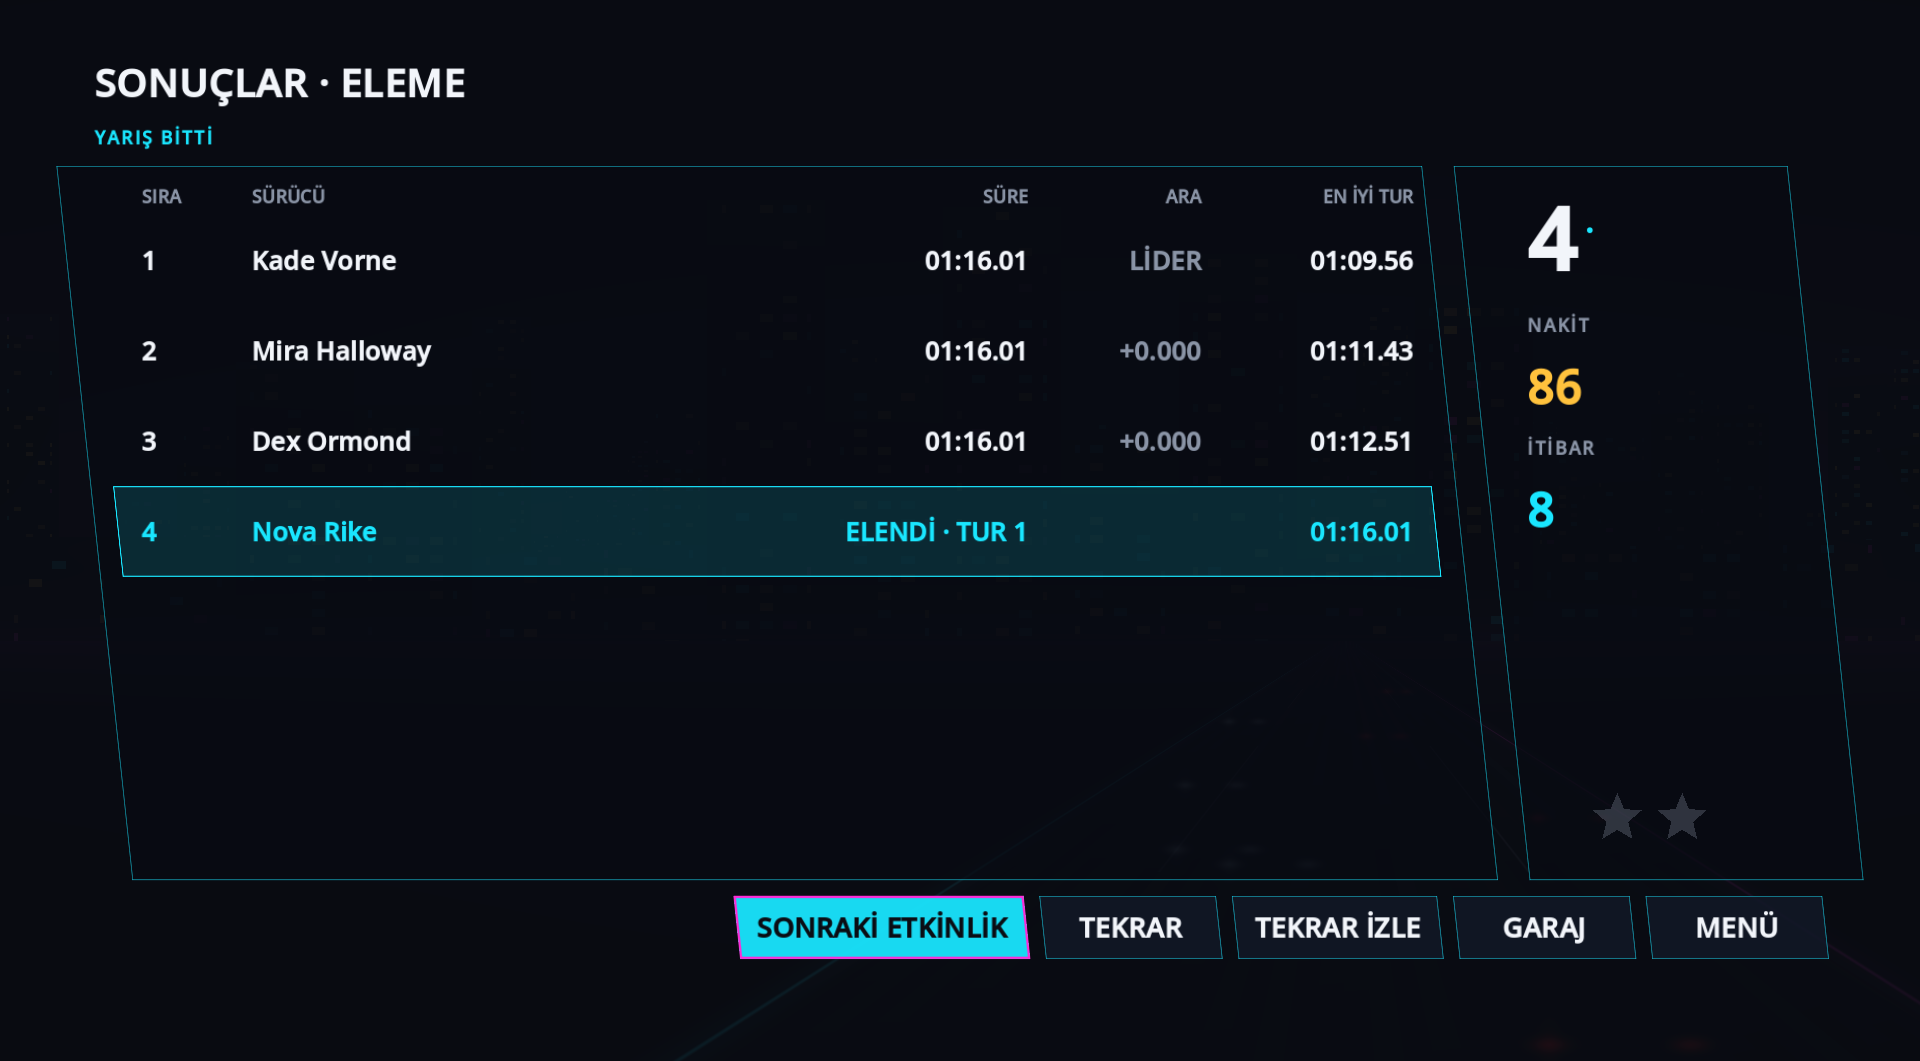 SONUÇLAR · ELEME
YARIŞ BİTTİ
SIRA SÜRÜCÜ SÜRE ARA EN İYİ TUR
1 Kade Vorne 01:16.01 LİDER 01:09.56
2 Mira Halloway 01:16.01 +0.000 01:11.43
3 Dex Ormond 01:16.01 +0.000 01:12.51
4 Nova Rike ELENDİ · TUR 1 01:16.01
4.
NAKİT
86
İTİBAR
8
SONRAKİ ETKİNLİK TEKRAR TEKRAR İZLE GARAJ MENÜ